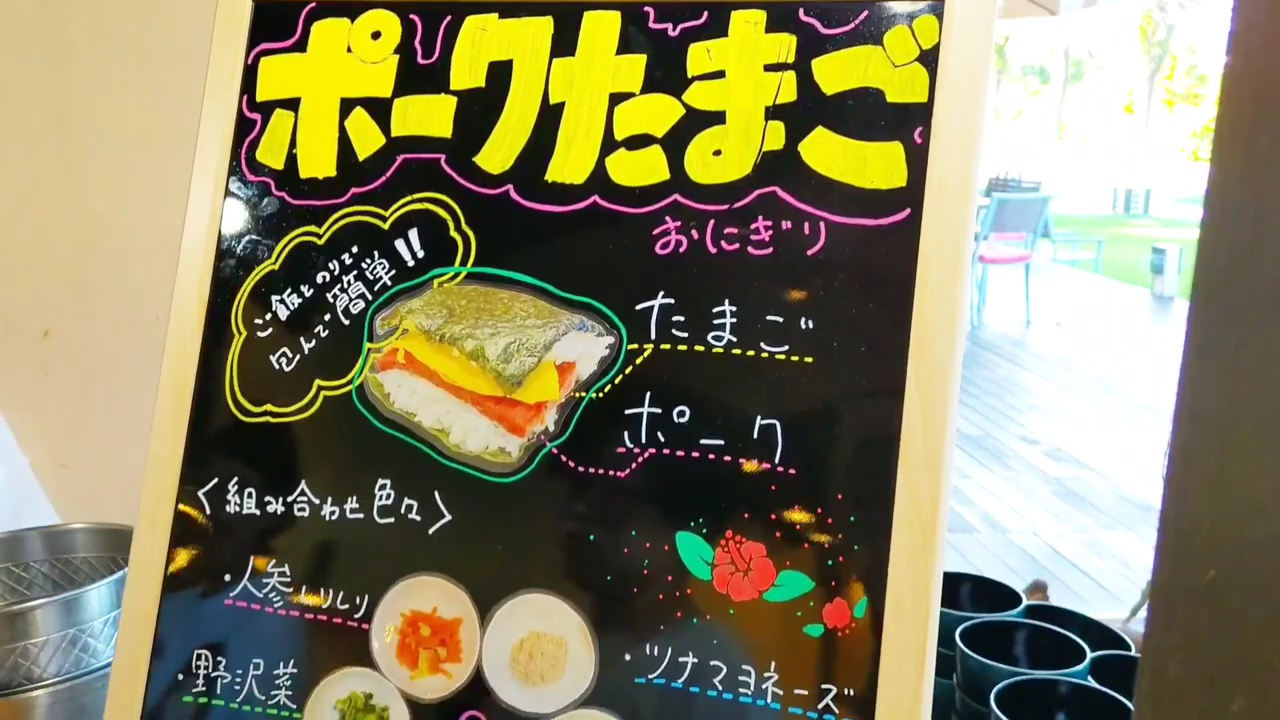 ポークたまご
おにぎり
ご飯とのりで
包んで簡単!!
たまご
ポーク
〈組み合わせ色々〉
・人参しりしり
・野沢菜
・ツナマヨネーズ